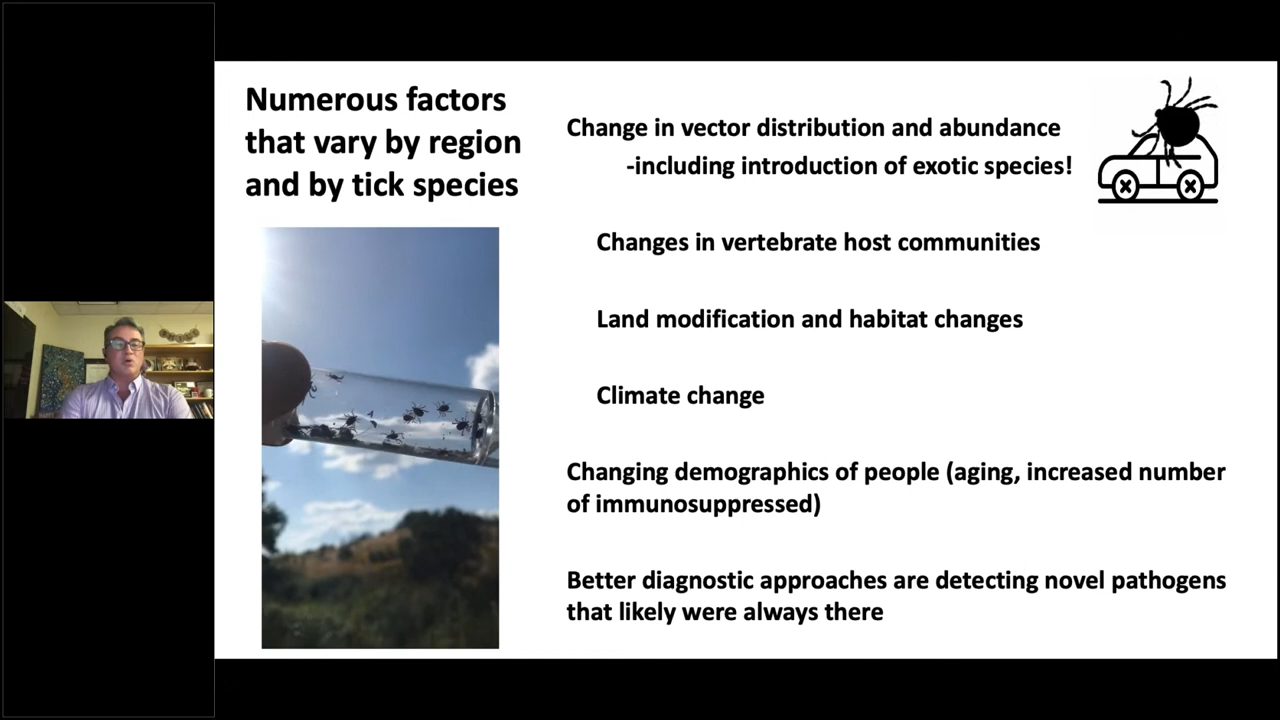 Numerous factors
that vary by region
and by tick species
Change in vector distribution and abundance
-including introduction of exotic species!
Changes in vertebrate host communities
Land modification and habitat changes
Climate change
Changing demographics of people (aging, increased number
of immunosuppressed)
Better diagnostic approaches are detecting novel pathogens
that likely were always there